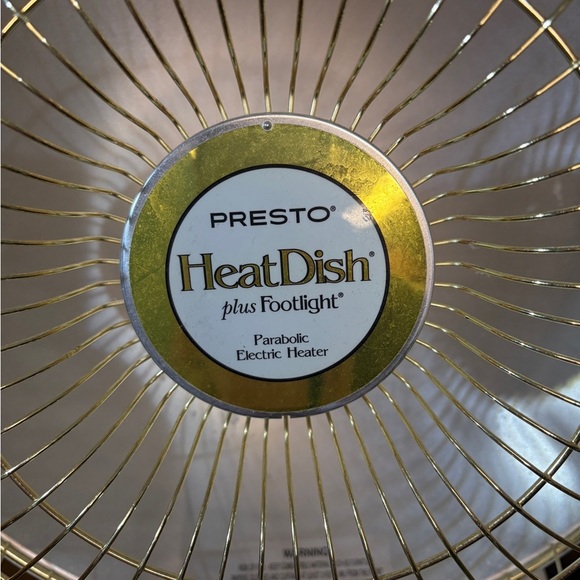 PRESTO®
HeatDish®
plus Footlight®
Parabolic
Electric Heater
WARNING